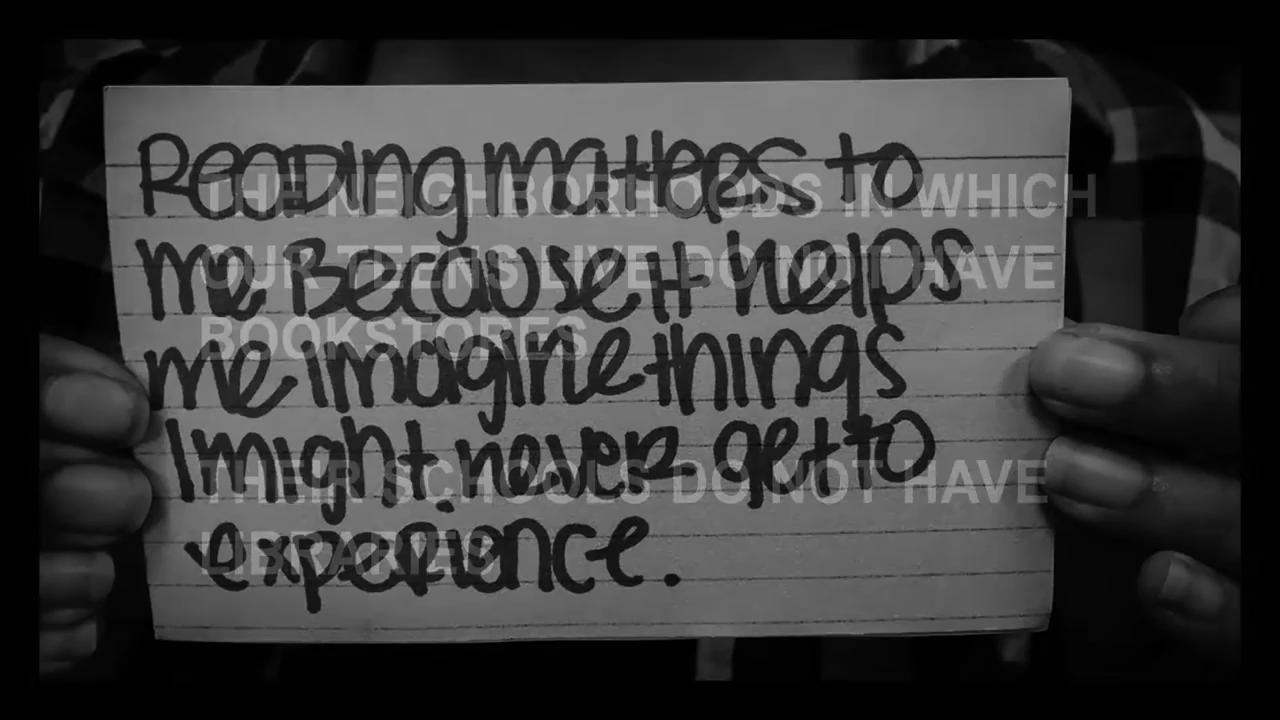 Reading matters to
me Because it helps
me imagine things
I might never get to
experience.
THE NEIGHBORHOODS IN WHICH
OUR TEENS LIVE DO NOT HAVE
BOOKSTORES
THEIR SCHOOLS DO NOT HAVE
LIBRARIES